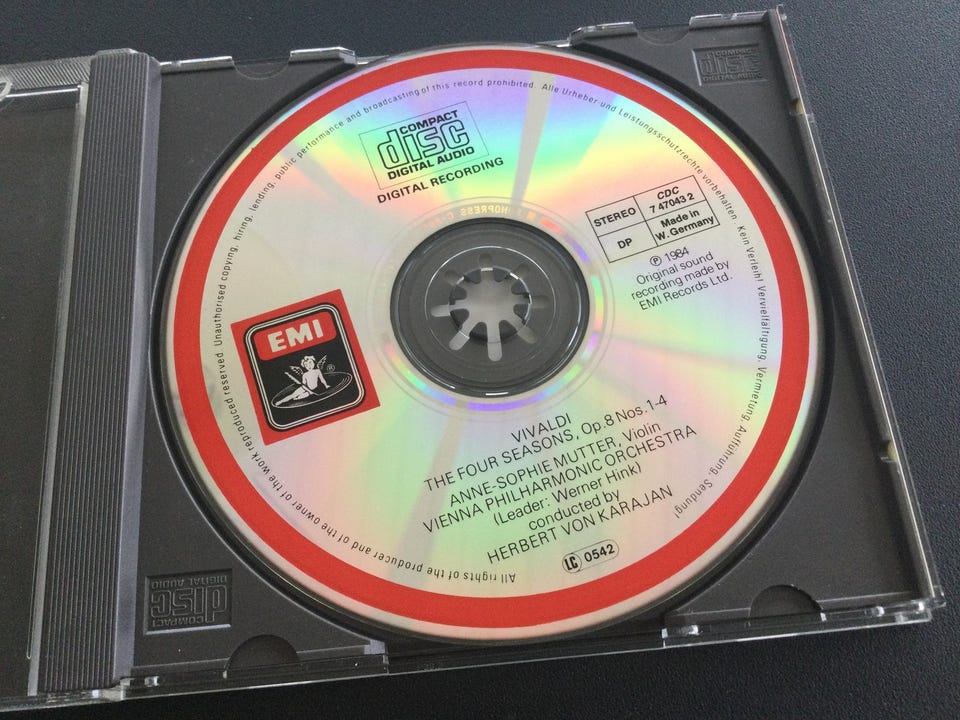 COMPACT
disc
DIGITAL AUDIO
DIGITAL RECORDING
STEREO
DP
CDC
7 47043 2
Made in
W. Germany
Ⓟ 1984
Original sound
recording made by
EMI Records Ltd.
EMI
®
VIVALDI
THE FOUR SEASONS, Op. 8 Nos. 1-4
ANNE-SOPHIE MUTTER, Violin
VIENNA PHILHARMONIC ORCHESTRA
(Leader: Werner Hink)
conducted by
HERBERT VON KARAJAN
LC 0542
All rights of the producer and of the owner of the work reproduced reserved. Unauthorised copying, hiring, lending, public performance and broadcasting of this record prohibited. Alle Urheber und Leistungsschutzrechte vorbehalten. Kein Verleih! Vervielfältigung, Vermietung, Aufführung, Sendung!
COMPACT
disc
DIGITAL AUDIO
COMPACT
disc
DIGITAL AUDIO